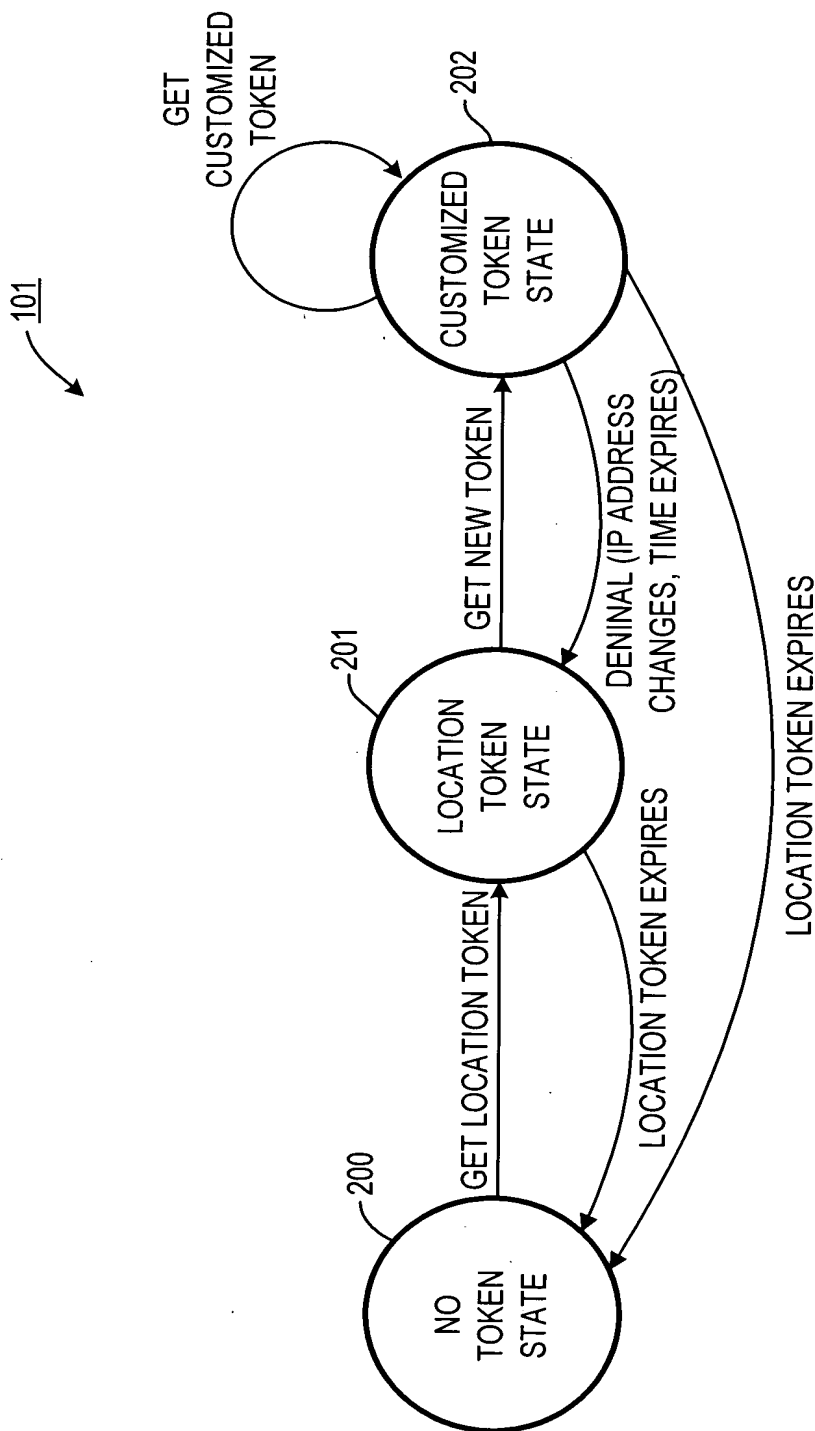 101
GET
CUSTOMIZED
TOKEN
200
NO
TOKEN
STATE
GET LOCATION TOKEN
201
LOCATION
TOKEN
STATE
GET NEW TOKEN
202
CUSTOMIZED
TOKEN
STATE
LOCATION TOKEN EXPIRES
DENINAL (IP ADDRESS
CHANGES, TIME EXPIRES)
LOCATION TOKEN EXPIRES